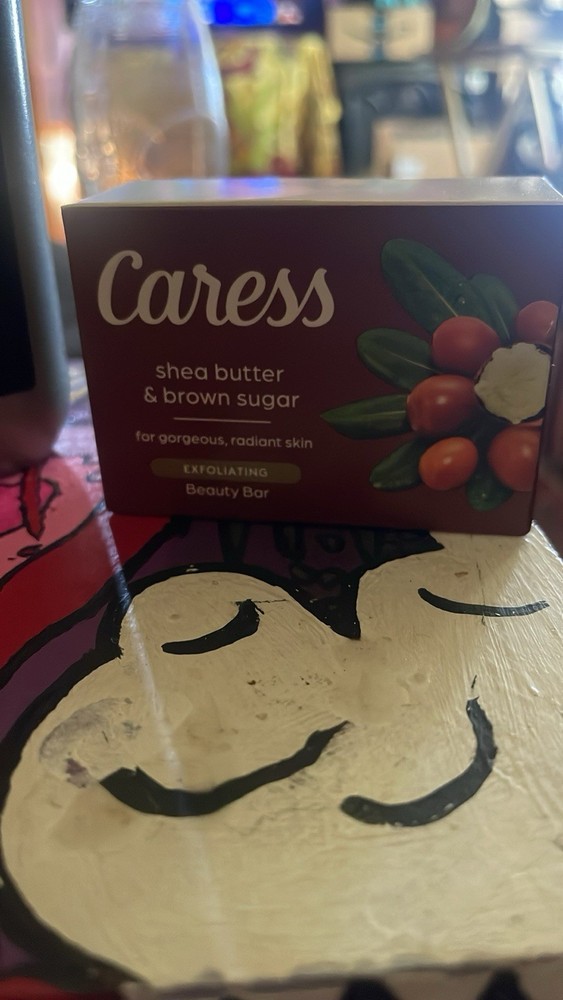 Caress
shea butter
& brown sugar
for gorgeous, radiant skin
EXFOLIATING
Beauty Bar